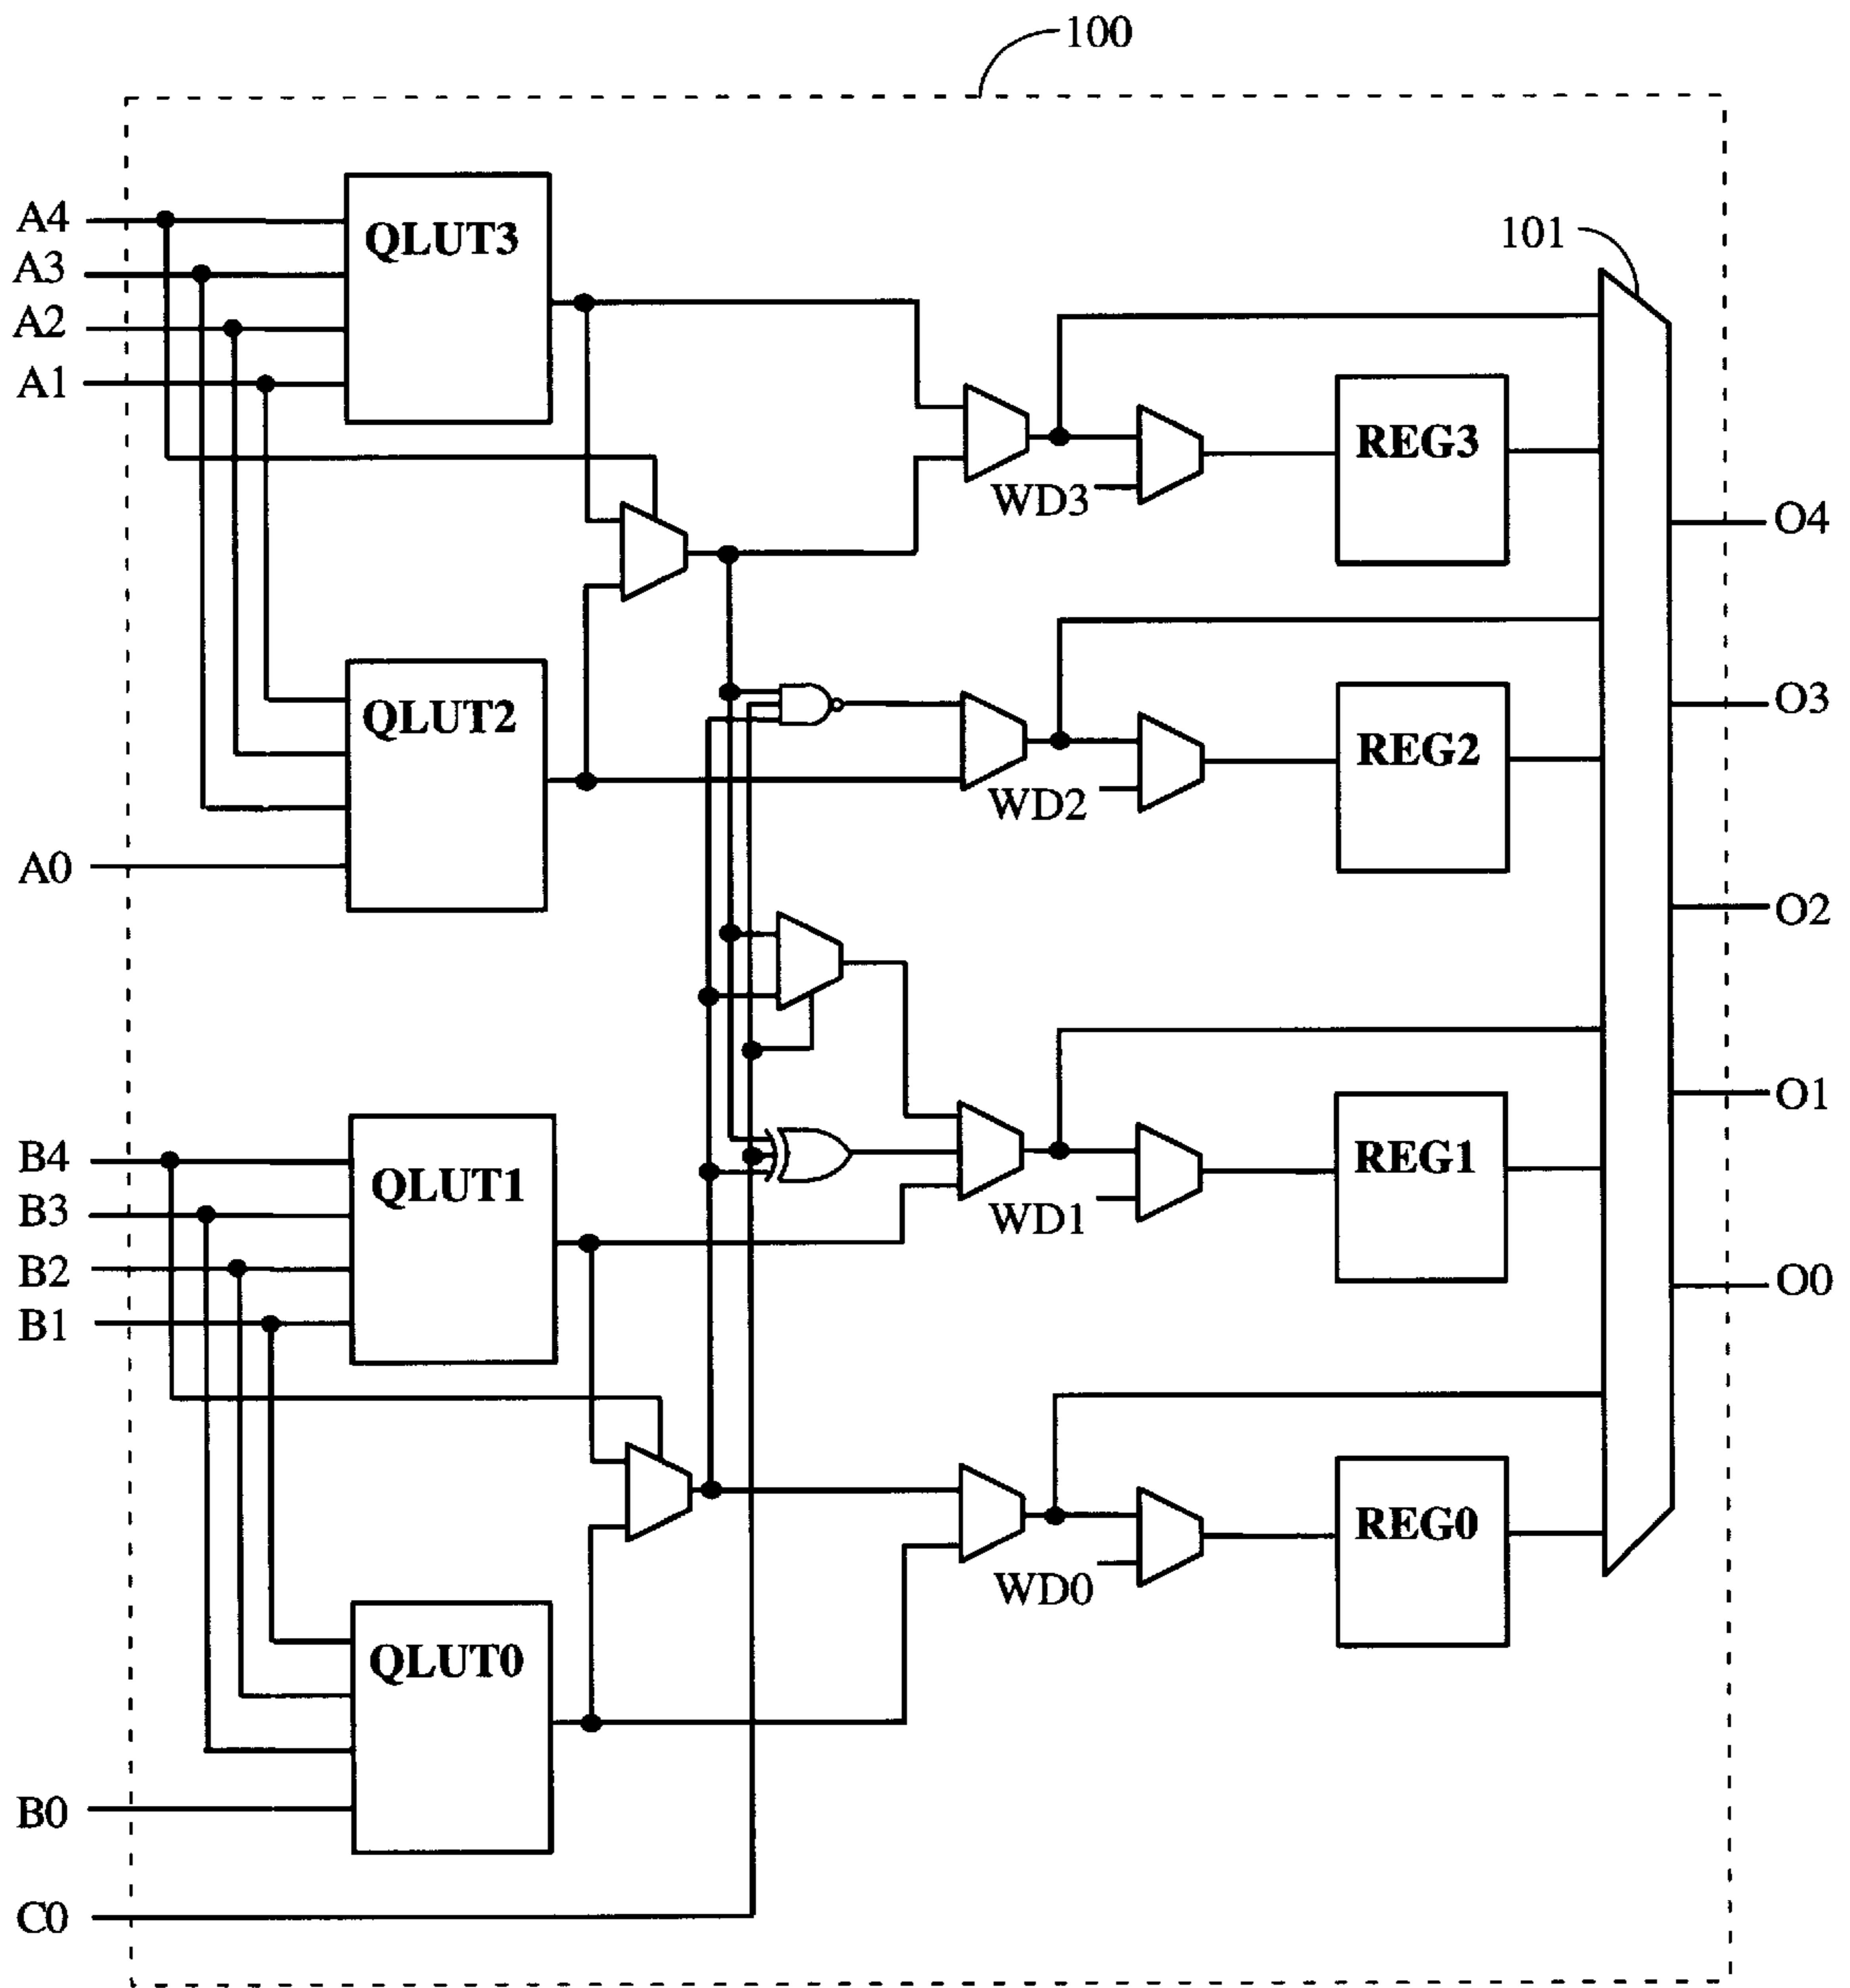 100
A4
QLUT3
101
A3
A2
A1
REG3
WD3
O4
QLUT2
REG2
O3
WD2
A0
O2
O1
B4
QLUT1
REG1
B3
WD1
B2
O0
B1
REG0
WD0
QLUT0
B0
C0